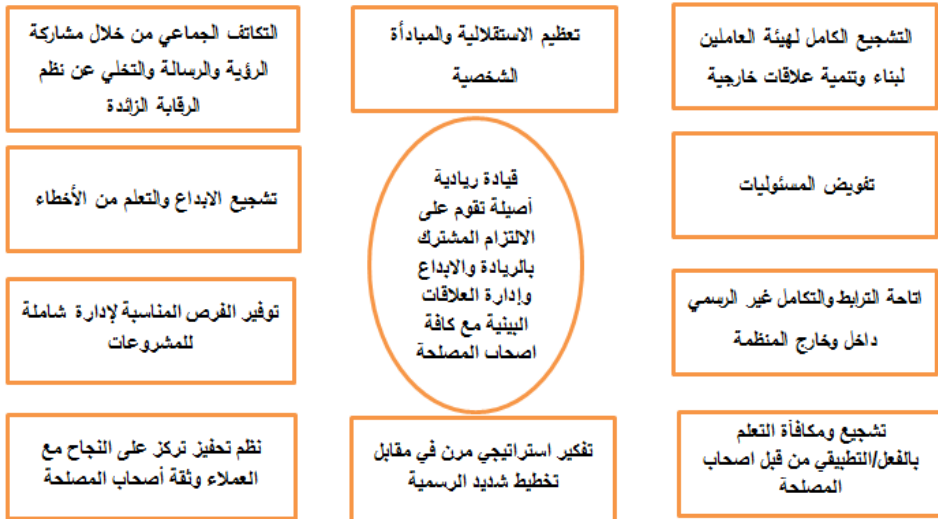 التشجيع الكامل لهيئة العاملين
لبناء وتنمية علاقات خارجية
تعظيم الاستقلالية والمبادأة
الشخصية
التكاتف الجماعي من خلال مشاركة
الرؤية والرسالة والتخلي عن نظم
الرقابة الزائدة
تفويض المسئوليات
قيادة ريادية
أصيلة تقوم على
الالتزام المشترك
بالريادة والابداع
وإدارة العلاقات
البينية مع كافة
اصحاب المصلحة
تشجيع الابداع والتعلم من الأخطاء
اتاحة الترابط والتكامل غير الرسمي
داخل وخارج المنظمة
توفير الفرص المناسبة لإدارة شاملة
للمشروعات
تشجيع ومكافأة التعلم
بالفعل/التطبيقي من قبل اصحاب
المصلحة
تفكير استراتيجي مرن في مقابل
تخطيط شديد الرسمية
نظم تحفيز تركز على النجاح مع
العملاء وثقة أصحاب المصلحة